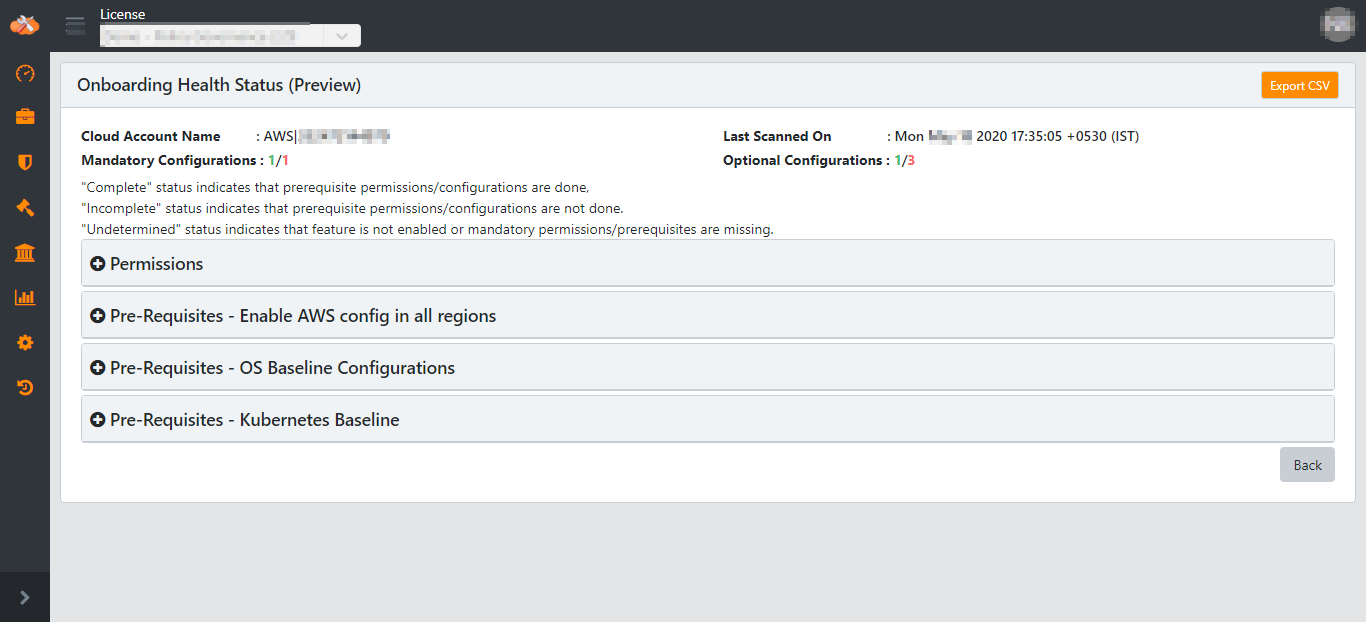 License
Onboarding Health Status (Preview)
Export CSV
Cloud Account Name : AWS|
Last Scanned On : Mon 2020 17:35:05 +0530 (IST)
Mandatory Configurations : 1/1
Optional Configurations : 1/3
"Complete" status indicates that prerequisite permissions/configurations are done,
"Incomplete" status indicates that prerequisite permissions/configurations are not done.
"Undetermined" status indicates that feature is not enabled or mandatory permissions/prerequisites are missing.
Permissions
Pre-Requisites - Enable AWS config in all regions
Pre-Requisites - OS Baseline Configurations
Pre-Requisites - Kubernetes Baseline
Back